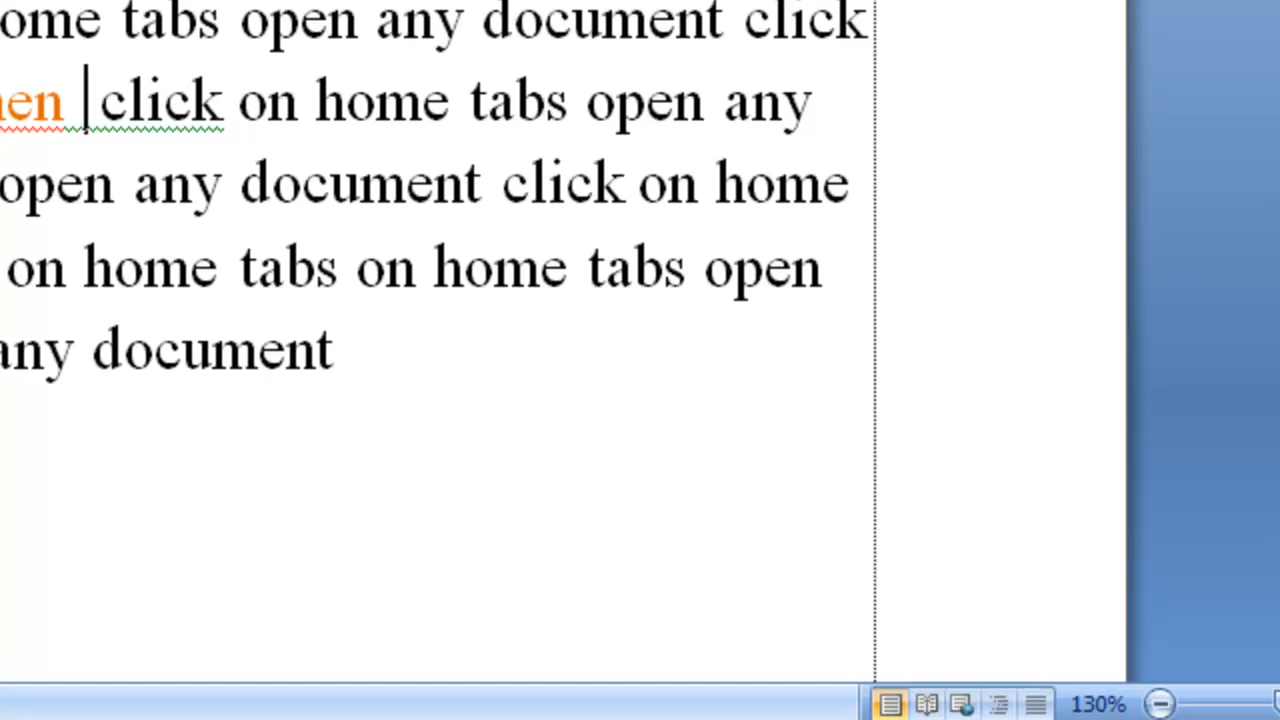 ome tabs open any document click
en click on home tabs open any
open any document click on home
on home tabs on home tabs open
any document
130%